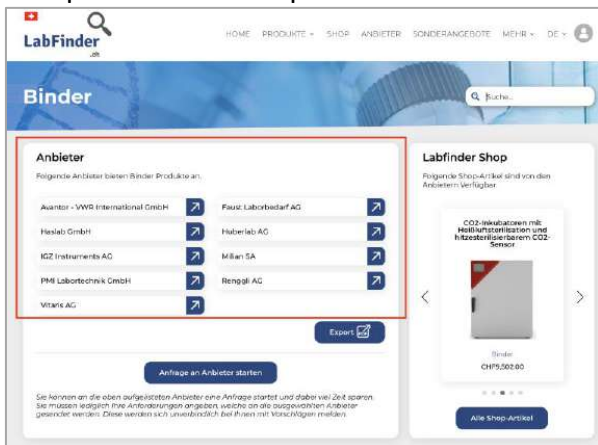 LabFinder
.ch
HOME PRODUKTE SHOP ANBIETER SONDERANGEBOTE MEHR DE
Binder
Suche...
Anbieter
Folgende Anbieter bieten Binder Produkte an.
Avantor - VWR International GmbH
Faust Laborbedarf AG
Haslab GmbH
Huberlab AG
IGZ Instruments AG
Milian SA
PMI Labortechnik GmbH
Renggli AG
Vitaris AG
Export
Anfrage an Anbieter starten
Sie können an die oben aufgelisteten Anbieter eine Anfrage startet und dabei viel Zeit sparen.
Sie müssen lediglich Ihre Anforderungen angeben, welche an die ausgewählten Anbieter
gesendet werden. Diese werden sich unverbindlich bei Ihnen mit Vorschlägen melden.
Labfinder Shop
Folgende Shop-Artikel sind von den
Anbietern Verfügbar
CO2-Inkubatoren mit
Heißluftsterilisation und
hitzesterilisierbarem CO2-
Sensor
Binder
CHF9,502.00
Alle Shop-Artikel